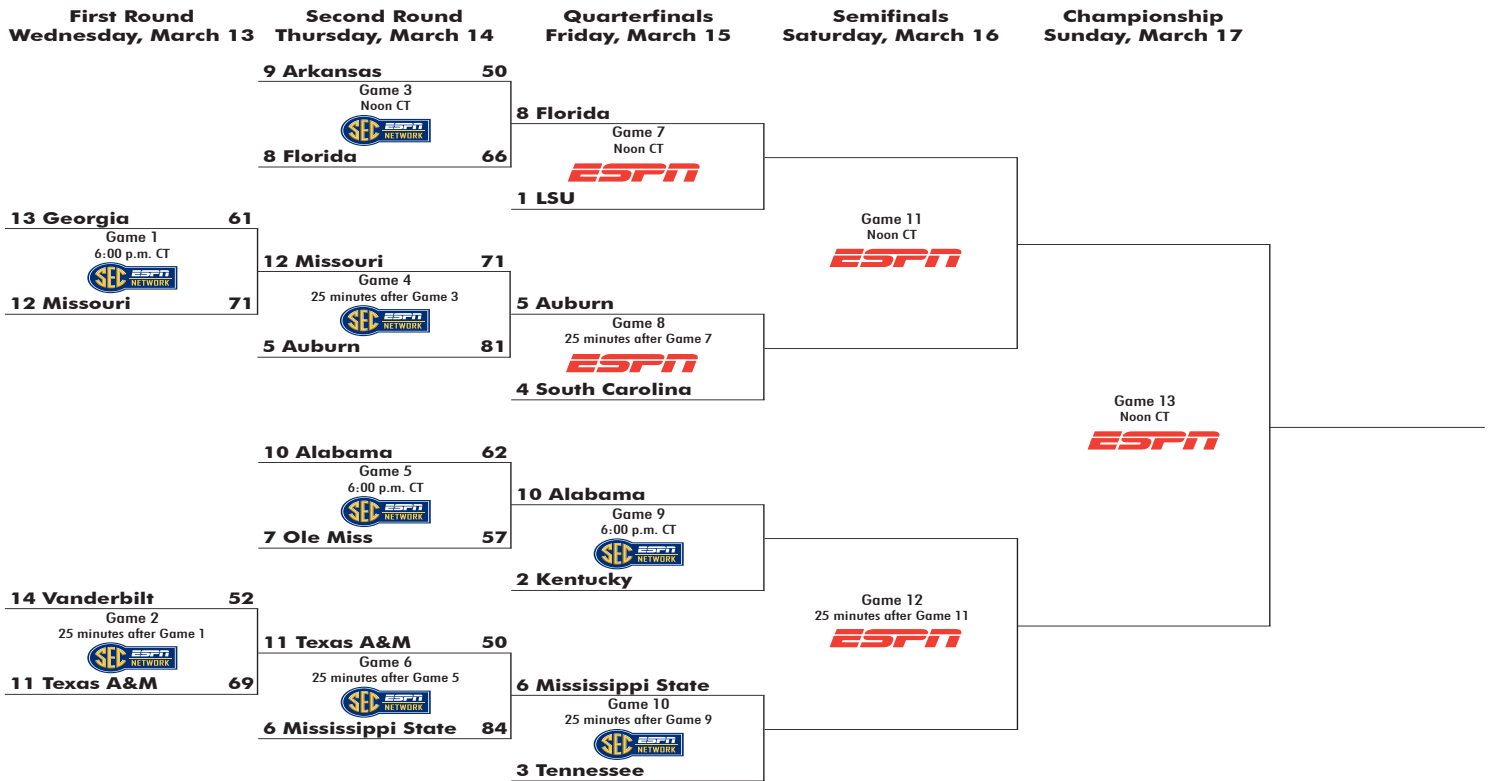 First Round
Wednesday, March 13
Second Round
Thursday, March 14
Quarterfinals
Friday, March 15
Semifinals
Saturday, March 16
Championship
Sunday, March 17
13 Georgia 61
Game 1
6:00 p.m. CT
SEC ESPN NETWORK
12 Missouri 71
14 Vanderbilt 52
Game 2
25 minutes after Game 1
SEC ESPN NETWORK
11 Texas A&M 69
9 Arkansas 50
Game 3
Noon CT
SEC ESPN NETWORK
8 Florida 66
12 Missouri 71
Game 4
25 minutes after Game 3
SEC ESPN NETWORK
5 Auburn 81
10 Alabama 62
Game 5
6:00 p.m. CT
SEC ESPN NETWORK
7 Ole Miss 57
11 Texas A&M 50
Game 6
25 minutes after Game 5
SEC ESPN NETWORK
6 Mississippi State 84
8 Florida
Game 7
Noon CT
ESPN
1 LSU
5 Auburn
Game 8
25 minutes after Game 7
ESPN
4 South Carolina
10 Alabama
Game 9
6:00 p.m. CT
SEC ESPN NETWORK
2 Kentucky
6 Mississippi State
Game 10
25 minutes after Game 9
SEC ESPN NETWORK
3 Tennessee
Game 11
Noon CT
ESPN
Game 12
25 minutes after Game 11
ESPN
Game 13
Noon CT
ESPN